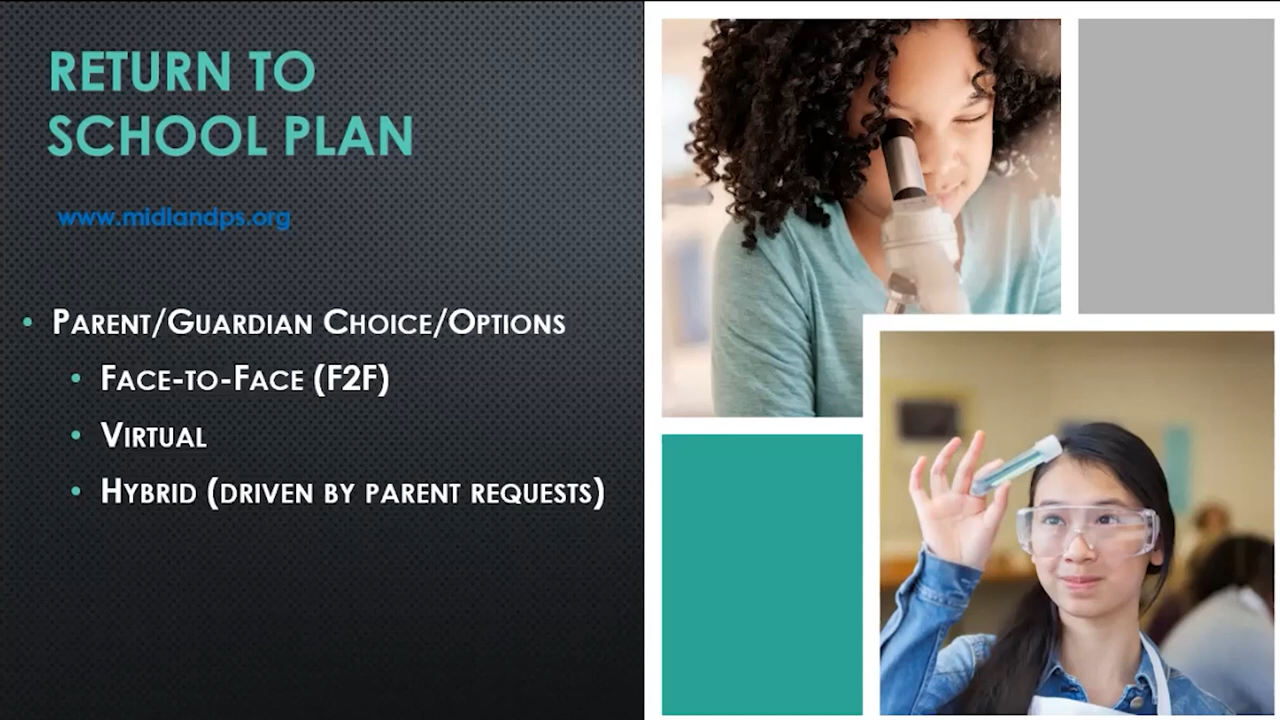 RETURN TO
SCHOOL PLAN
www.midlandps.org
• Parent/Guardian Choice/Options
• Face-to-Face (F2F)
• Virtual
• Hybrid (driven by parent requests)